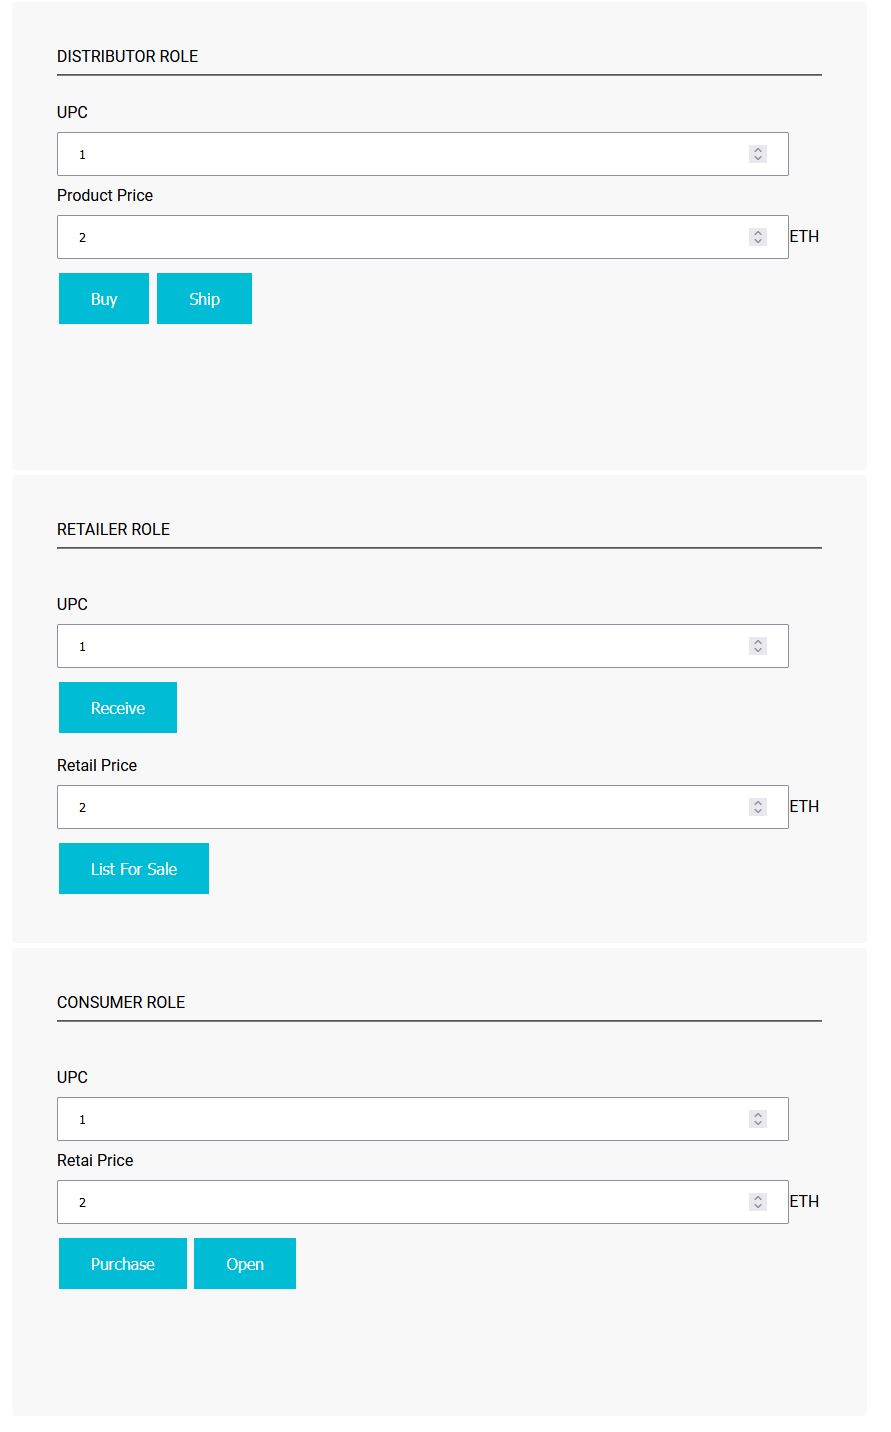 DISTRIBUTOR ROLE
UPC
1
Product Price
2 ETH
Buy Ship
RETAILER ROLE
UPC
1
Receive
Retail Price
2 ETH
List For Sale
CONSUMER ROLE
UPC
1
Retai Price
2 ETH
Purchase Open